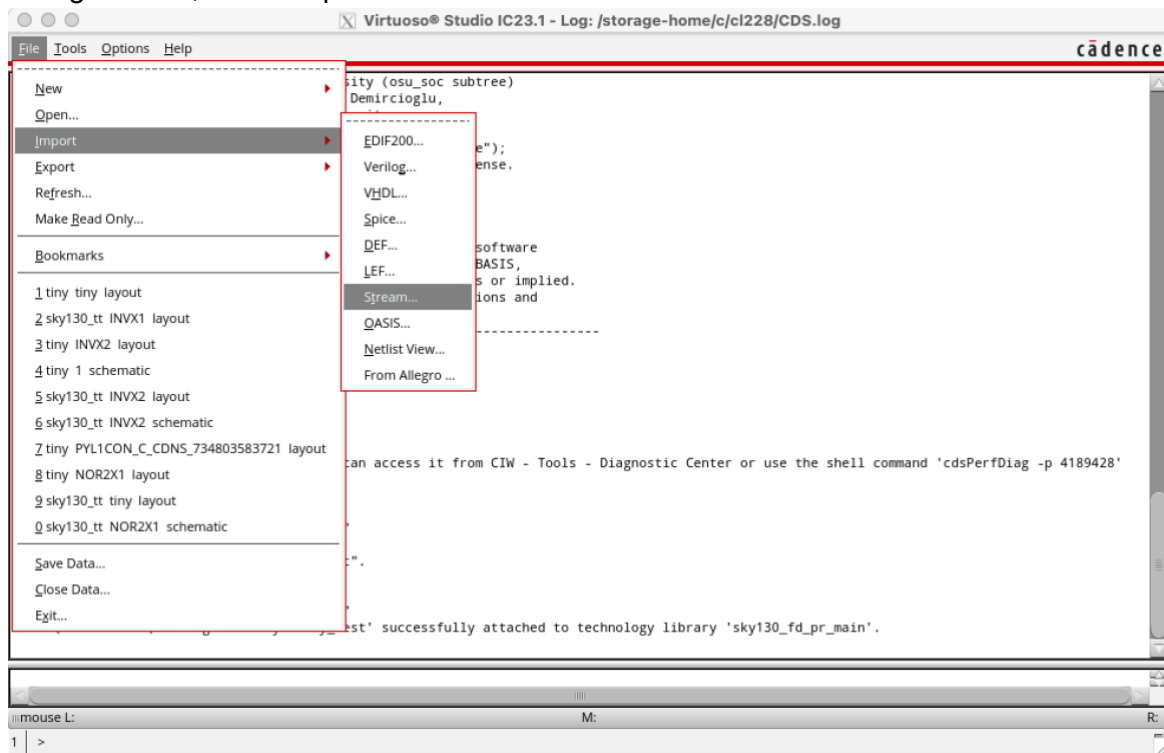 Virtuoso® Studio IC23.1 - Log: /storage-home/c/cl228/CDS.log
File Tools Options Help
cādence
New
Open...
Import
Export
Refresh...
Make Read Only...
Bookmarks
1 tiny tiny layout
2 sky130_tt INVX1 layout
3 tiny INVX2 layout
4 tiny 1 schematic
5 sky130_tt INVX2 layout
6 sky130_tt INVX2 schematic
7 tiny PYL1CON_C_CDNS_734803583721 layout
8 tiny NOR2X1 layout
9 sky130_tt tiny layout
0 sky130_tt NOR2X1 schematic
Save Data...
Close Data...
Exit...
EDIF200...
Verilog...
VHDL...
Spice...
DEF...
LEF...
Stream...
OASIS...
Netlist View...
From Allegro ...
sity (osu_soc subtree)
Demircioglu,
e");
ense.
software
BASIS,
s or implied.
ions and
-----------------
can access it from CIW - Tools - Diagnostic Center or use the shell command 'cdsPerfDiag -p 4189428'
".
est' successfully attached to technology library 'sky130_fd_pr_main'.
mouse L: M: R:
1 >